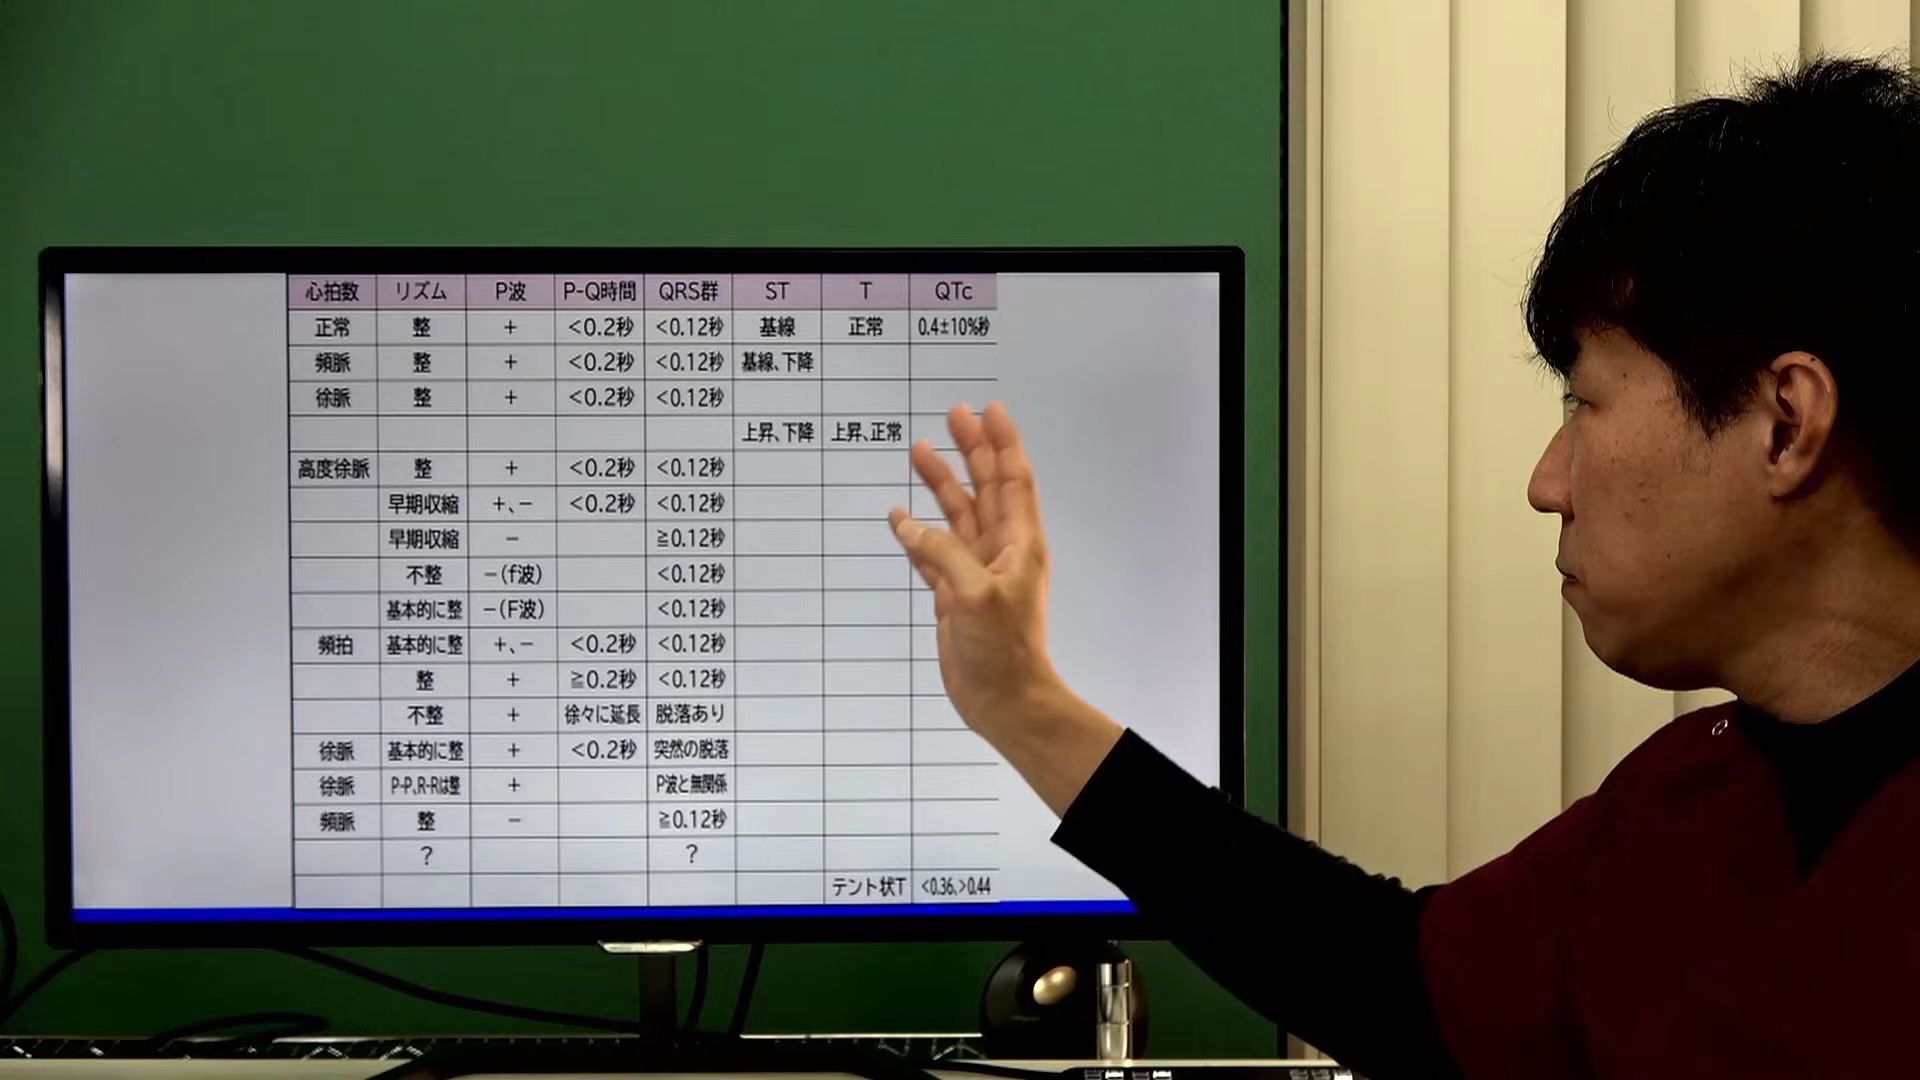 心拍数 リズム P波 P-Q時間 QRS群 ST T QTc
正常 整 + <0.2秒 <0.12秒 基線 正常 0.4±10%秒
頻脈 整 + <0.2秒 <0.12秒 基線、下降
徐脈 整 + <0.2秒 <0.12秒
上昇、下降 上昇、正常
高度徐脈 整 + <0.2秒 <0.12秒
早期収縮 +、− <0.2秒 <0.12秒
早期収縮 − ≧0.12秒
不整 −(f波) <0.12秒
基本的に整 −(F波) <0.12秒
頻拍 基本的に整 +、− <0.2秒 <0.12秒
整 + ≧0.2秒 <0.12秒
不整 + 徐々に延長 脱落あり
徐脈 基本的に整 + <0.2秒 突然の脱落
徐脈 P-P、R-Rは整 + P波と無関係
頻脈 整 − ≧0.12秒
? ?
テント状T <0.36、>0.44